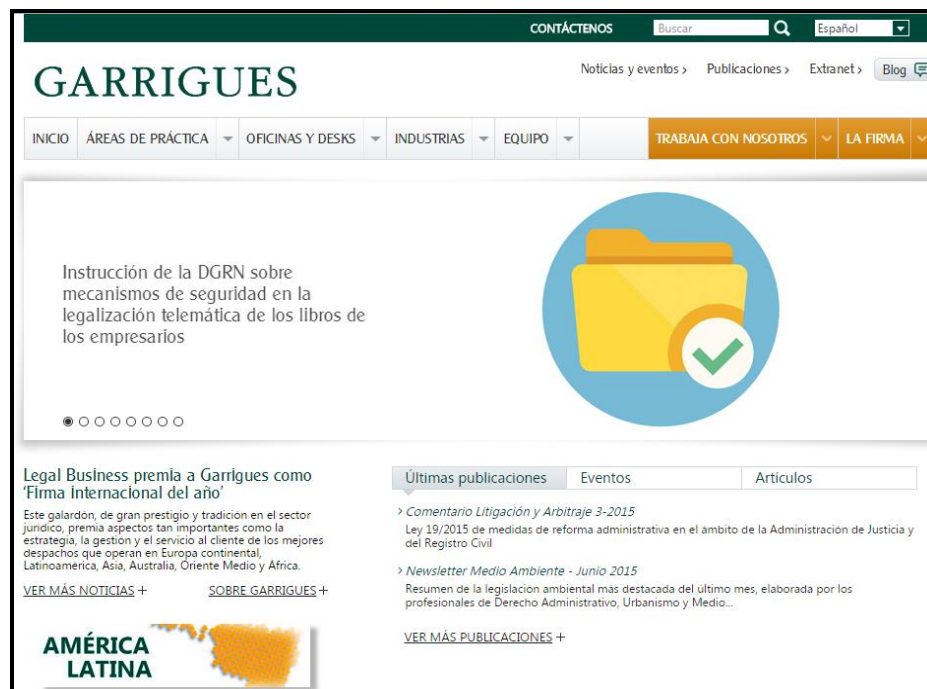 CONTÁCTENOS
Buscar
Español
GARRIGUES
Noticias y eventos ›
Publicaciones ›
Extranet ›
Blog
INICIO
ÁREAS DE PRÁCTICA
OFICINAS Y DESKS
INDUSTRIAS
EQUIPO
TRABAJA CON NOSOTROS
LA FIRMA
Instrucción de la DGRN sobre
mecanismos de seguridad en la
legalización telemática de los libros de
los empresarios
Legal Business premia a Garrigues como
‘Firma internacional del año’
Este galardón, de gran prestigio y tradición en el sector
jurídico, premia aspectos tan importantes como la
estrategia, la gestión y el servicio al cliente de los mejores
despachos que operan en Europa continental,
Latinoamérica, Asia, Australia, Oriente Medio y África.
VER MÁS NOTICIAS +
SOBRE GARRIGUES +
AMÉRICA
LATINA
Últimas publicaciones
Eventos
Artículos
› Comentario Litigación y Arbitraje 3-2015
Ley 19/2015 de medidas de reforma administrativa en el ámbito de la Administración de Justicia y
del Registro Civil
› Newsletter Medio Ambiente - Junio 2015
Resumen de la legislación ambiental más destacada del último mes, elaborada por los
profesionales de Derecho Administrativo, Urbanismo y Medio...
VER MÁS PUBLICACIONES +